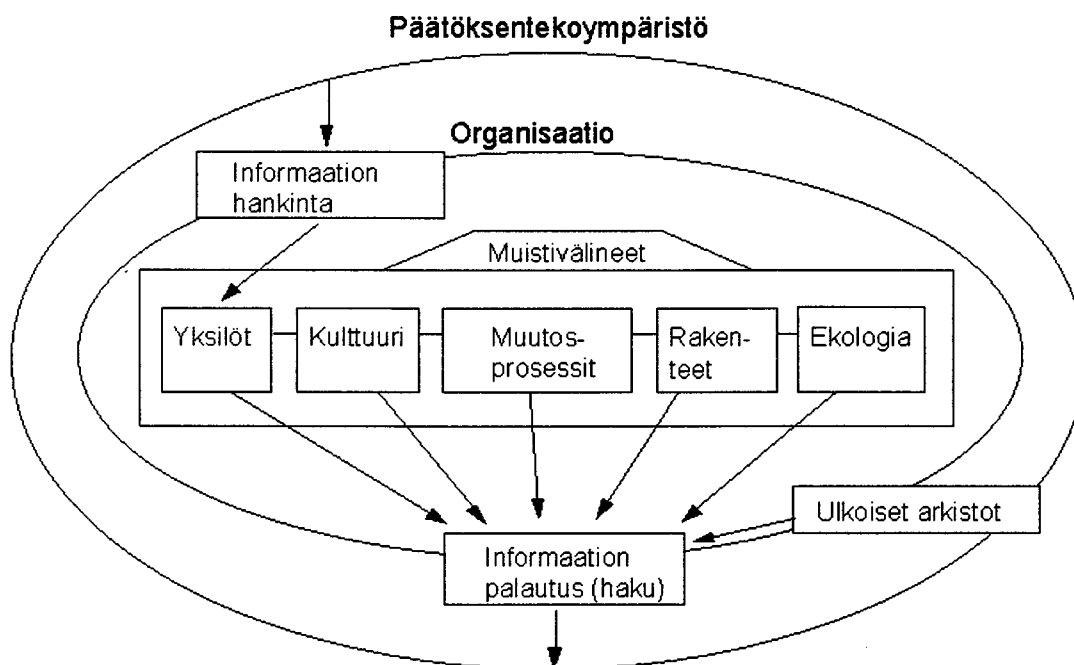 Päätöksentekoympäristö
Organisaatio
Informaation
hankinta
Muistivälineet
Yksilöt
Kulttuuri
Muutos-
prosessit
Raken-
teet
Ekologia
Ulkoiset arkistot
Informaation
palautus (haku)